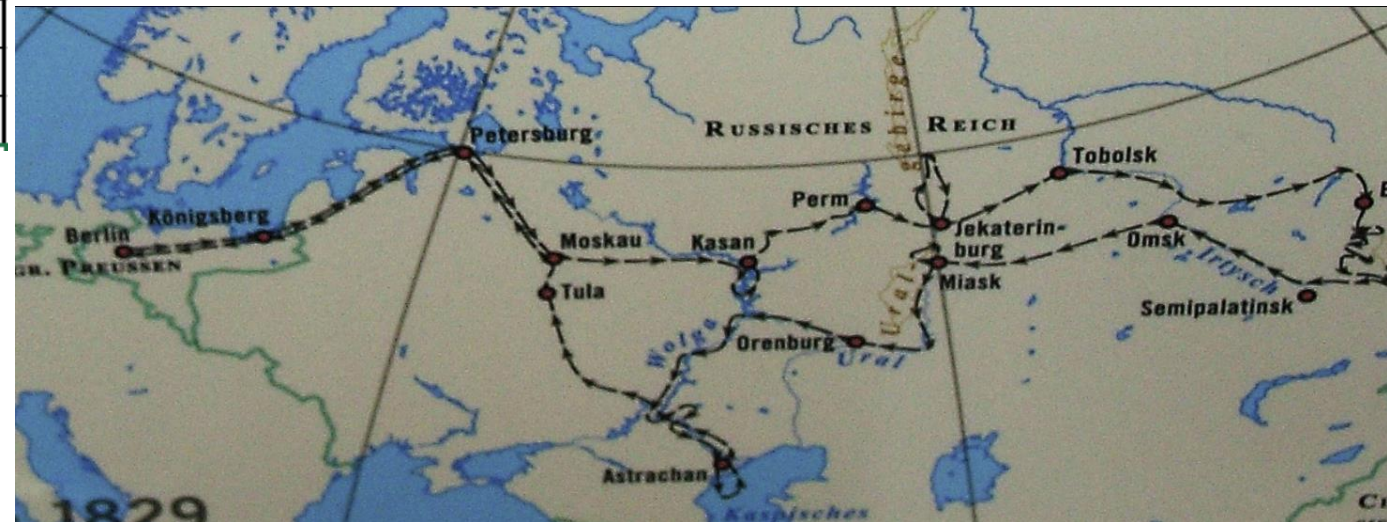 gebirge
RUSSISCHES
REICH
Petersburg
Tobolsk
Perm
Königsberg
Berlin
GR. PREUSSEN
Moskau
Kasan
Jekaterin-
burg
Omsk
Irtysch
Miask
Semipalatinsk
Tula
Ural-
Wolga
Orenburg
Ural
Astrachan
Kaspisches
1829